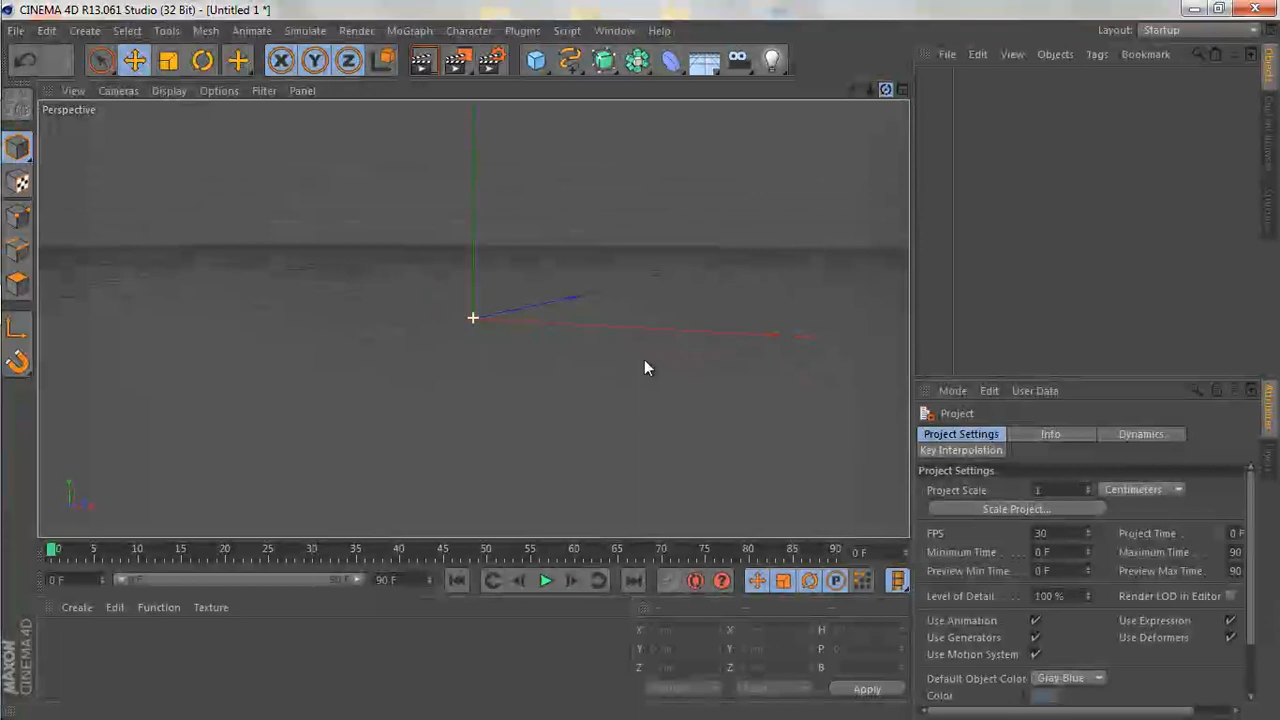 CINEMA 4D R13.061 Studio (32 Bit) - [Untitled 1 *]
File Edit Create Select Tools Mesh Animate Simulate Render MoGraph Character Plugins Script Window Help
Layout: Startup
File Edit View Objects Tags Bookmark
View Cameras Display Options Filter Panel
Perspective
Objects
Mode Edit User Data
Project
Project Settings Info Dynamics
Key Interpolation
Project Settings
Project Scale 1 Centimeters
Scale Project...
FPS 30 Project Time 0 F
Minimum Time 0 F Maximum Time 90
Preview Min Time 0 F Preview Max Time 90
Level of Detail 100 % Render LOD in Editor
Use Animation Use Expression
Use Generators Use Deformers
Use Motion System
Default Object Color Gray-Blue
Color
0 5 10 15 20 25 30 35 40 45 50 55 60 65 70 75 80 85 90 0 F
0 F 90 F
Create Edit Function Texture
X X H
Y Y P
Z Z B
Apply
MAXON
CINEMA 4D